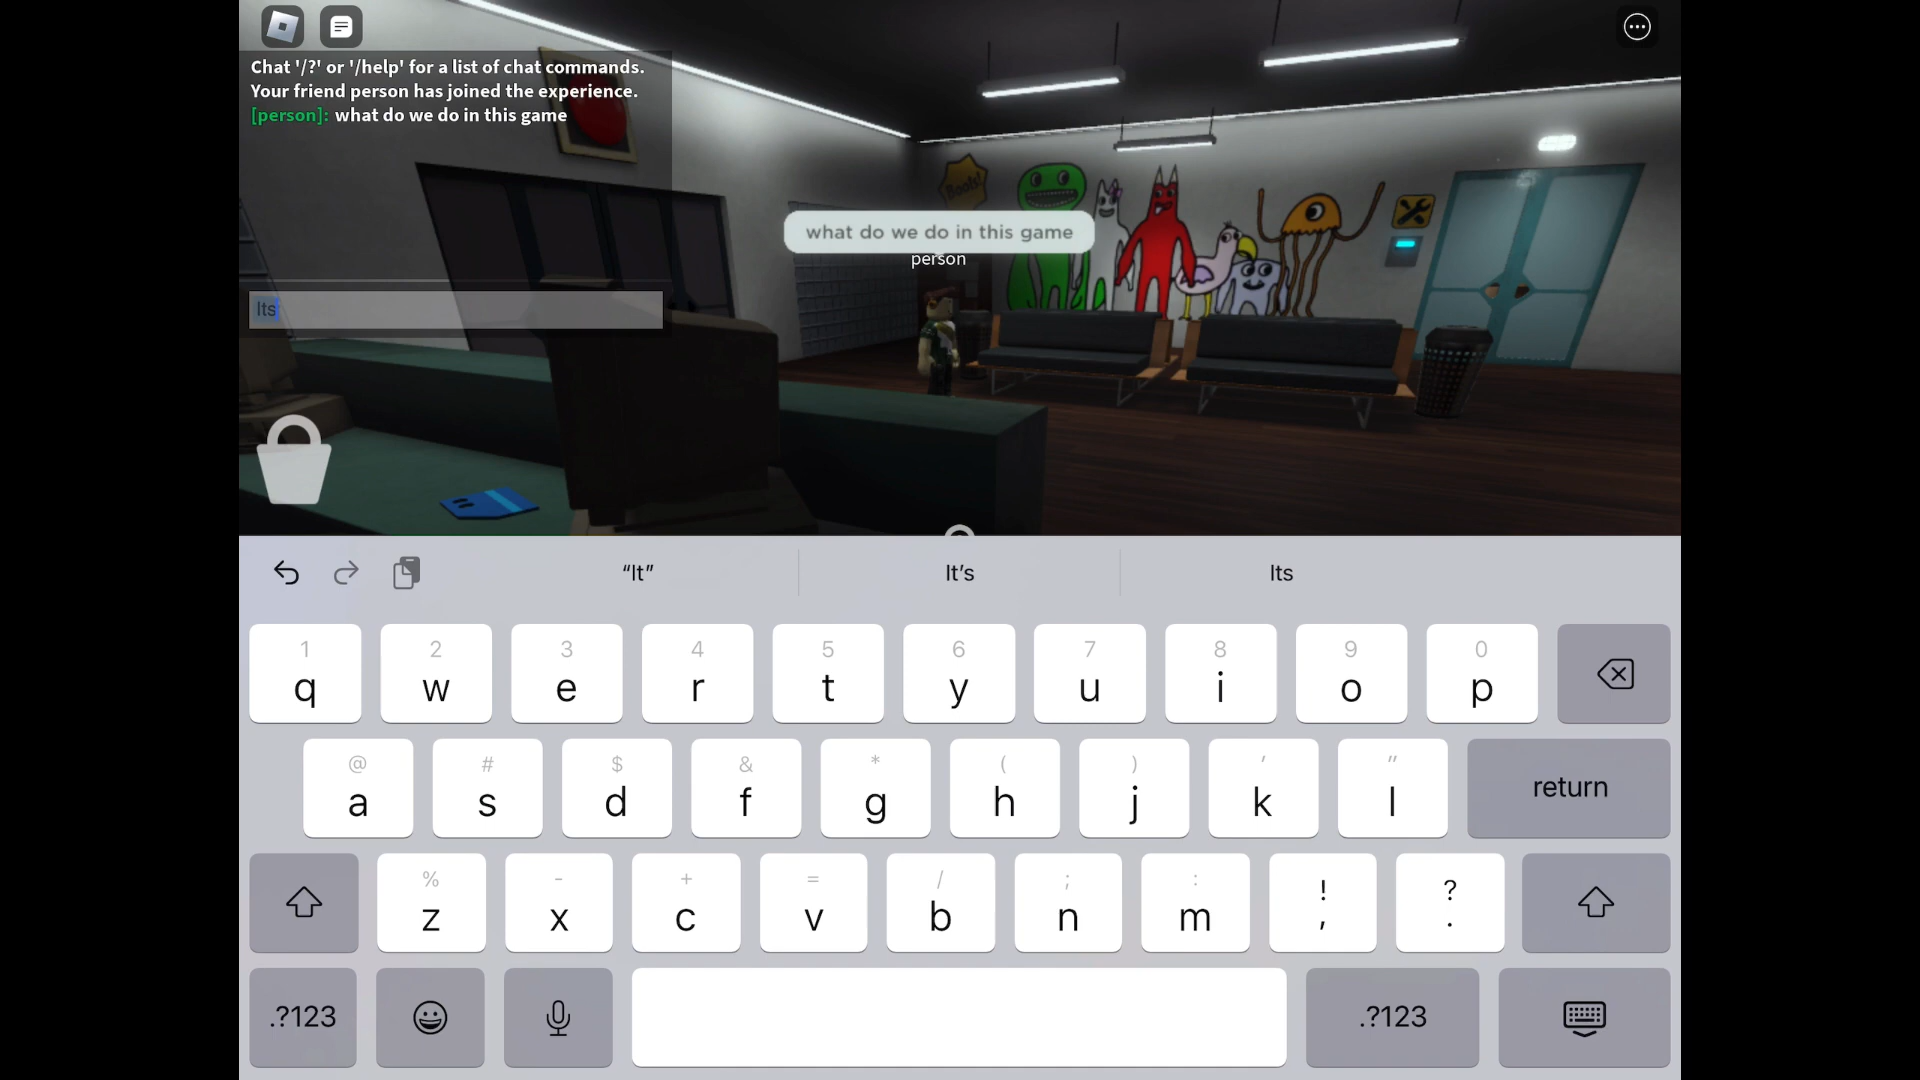 Chat '/?' or '/help' for a list of chat commands.
Your friend person has joined the experience.
[person]: what do we do in this game
Bools!
what do we do in this game
person
Its
“It”
It’s
Its
1 2 3 4 5 6 7 8 9 0
q w e r t y u i o p
@ # $ & * ( ) ' "
a s d f g h j k l return
% - + = / ; : ! ?
z x c v b n m , .
.?123 .?123